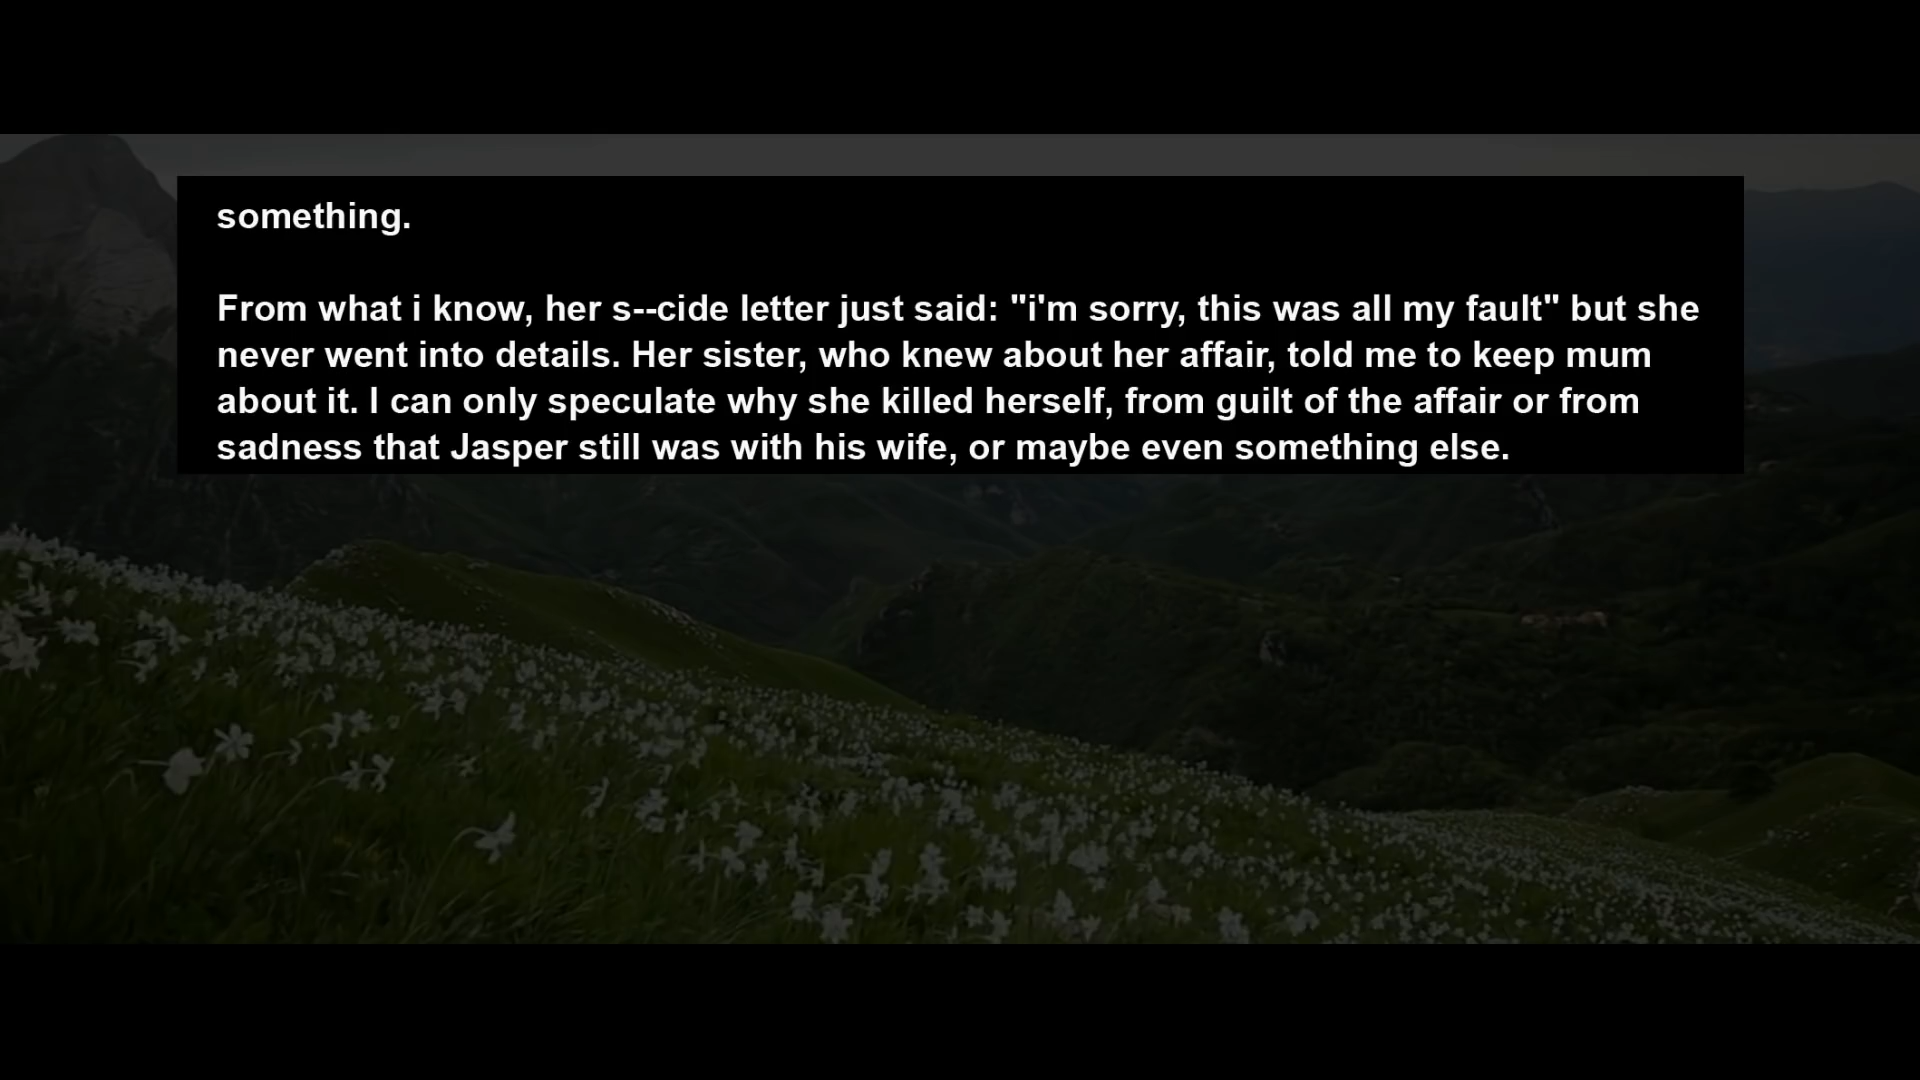 something.
From what i know, her s--cide letter just said: "i'm sorry, this was all my fault" but she
never went into details. Her sister, who knew about her affair, told me to keep mum
about it. I can only speculate why she killed herself, from guilt of the affair or from
sadness that Jasper still was with his wife, or maybe even something else.